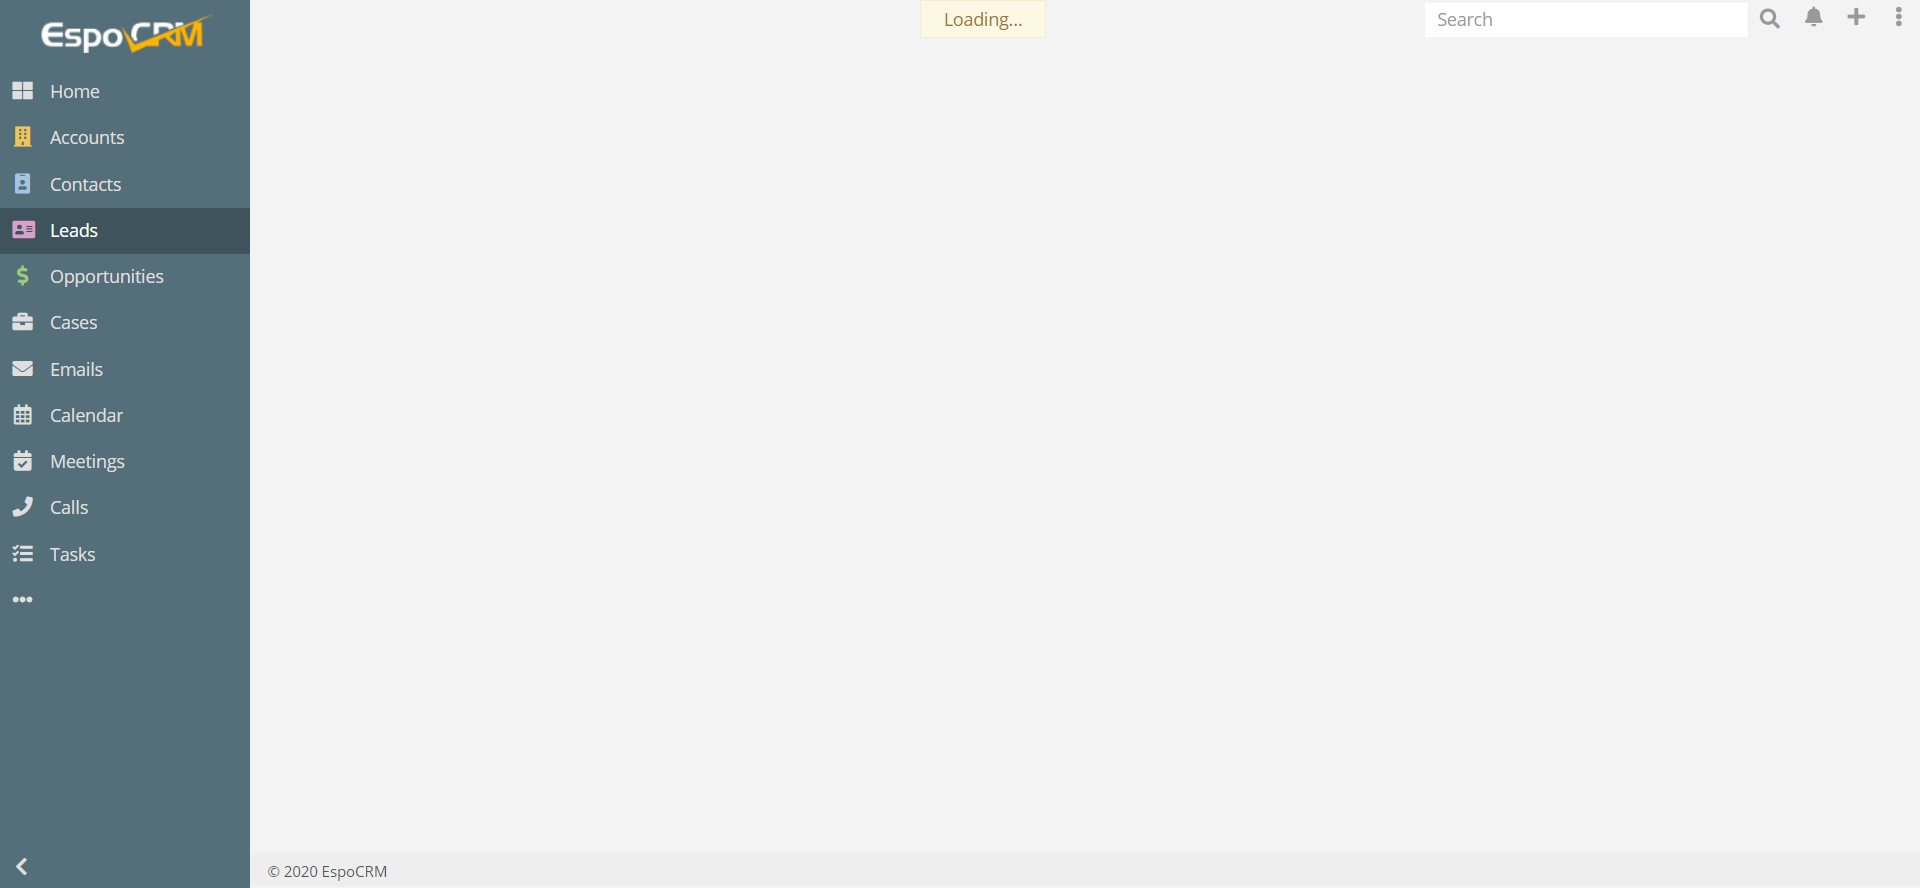 EspoCRM
Loading...
Search
Home
Accounts
Contacts
Leads
Opportunities
Cases
Emails
Calendar
Meetings
Calls
Tasks
© 2020 EspoCRM